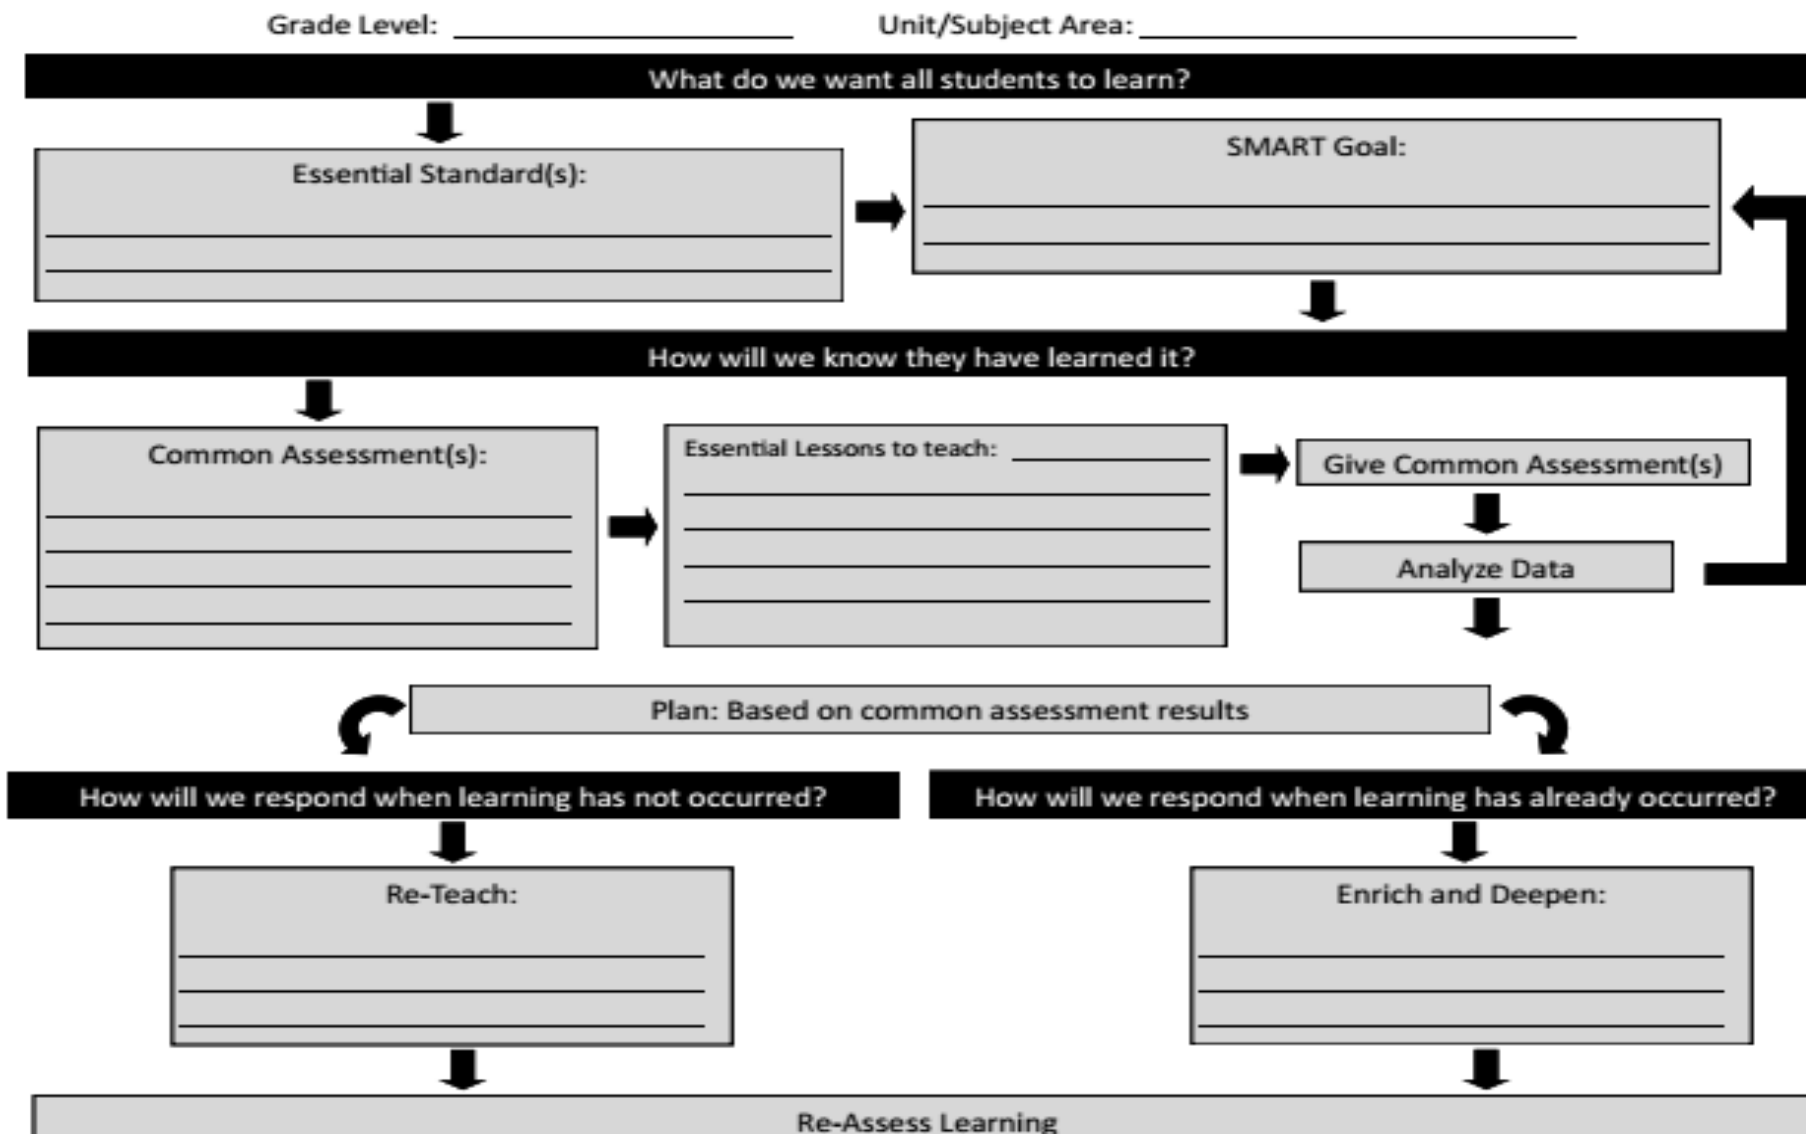 Grade Level: Unit/Subject Area:
What do we want all students to learn?
Essential Standard(s):
SMART Goal:
How will we know they have learned it?
Common Assessment(s):
Essential Lessons to teach:
Give Common Assessment(s)
Analyze Data
Plan: Based on common assessment results
How will we respond when learning has not occurred?
How will we respond when learning has already occurred?
Re-Teach:
Enrich and Deepen:
Re-Assess Learning